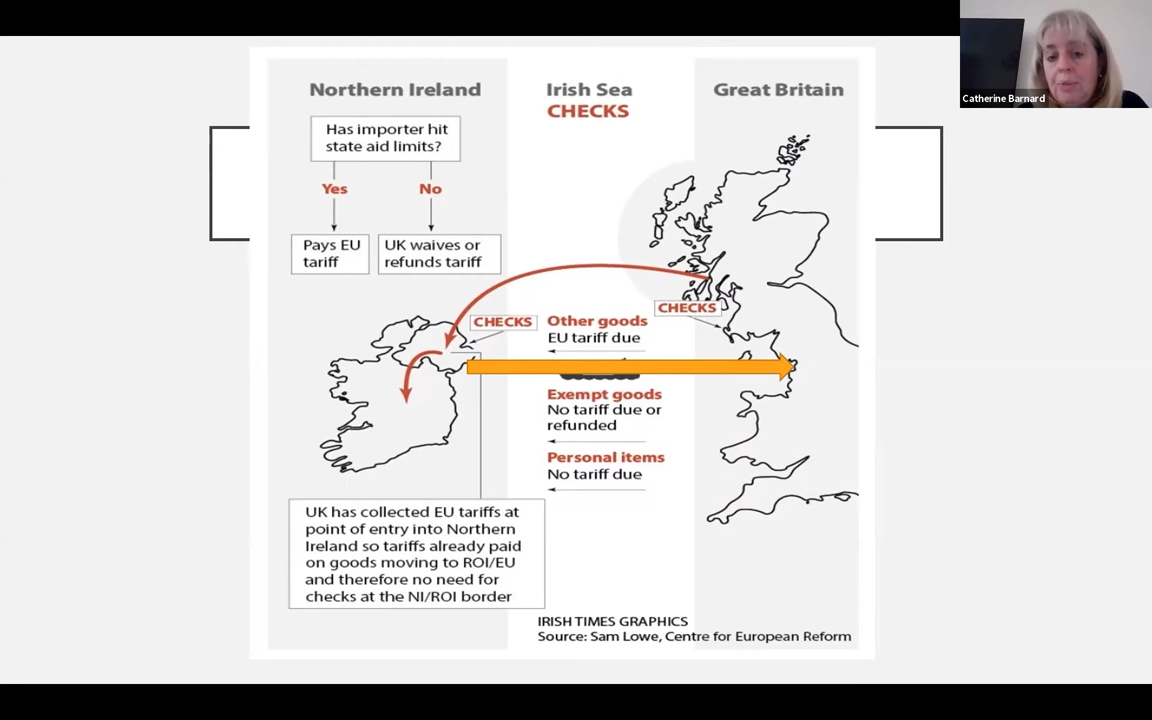 Catherine Barnard
Northern Ireland
Irish Sea
CHECKS
Great Britain
Has importer hit
state aid limits?
Yes
No
Pays EU
tariff
UK waives or
refunds tariff
CHECKS
CHECKS
Other goods
EU tariff due
Exempt goods
No tariff due or
refunded
Personal items
No tariff due
UK has collected EU tariffs at
point of entry into Northern
Ireland so tariffs already paid
on goods moving to ROI/EU
and therefore no need for
checks at the NI/ROI border
IRISH TIMES GRAPHICS
Source: Sam Lowe, Centre for European Reform